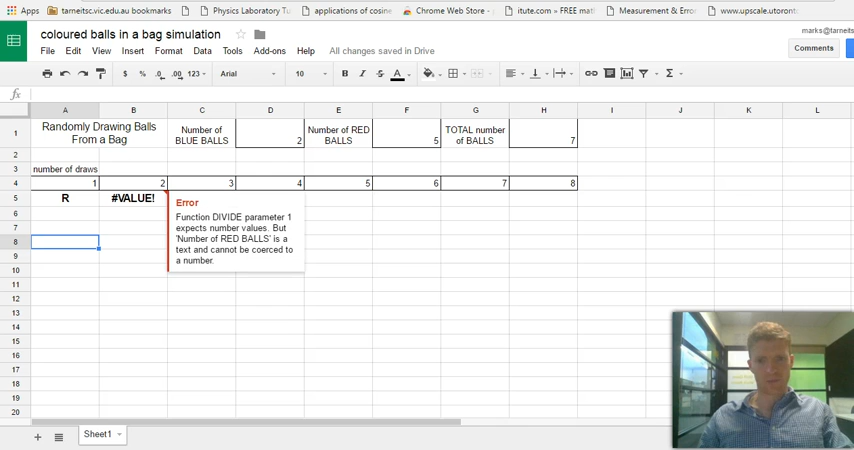 Apps
tarneitsc.vic.edu.au bookmarks
Physics Laboratory Tu
applications of cosine
Chrome Web Store -
itute.com » FREE mat
Measurement & Erro
www.upscale.utoront
coloured balls in a bag simulation
marks@tarneits
File Edit View Insert Format Data Tools Add-ons Help All changes saved in Drive
Comments
$ % .0 .00 123 Arial 10 B I S A Σ
fx
A B C D E F G H I J K L
1 Randomly Drawing Balls From a Bag
Number of BLUE BALLS 2
Number of RED BALLS 5
TOTAL number of BALLS 7
2
3 number of draws
4 1 2 3 4 5 6 7 8
5 R #VALUE!
Error
Function DIVIDE parameter 1
expects number values. But
'Number of RED BALLS' is a
text and cannot be coerced to
a number.
6
7
8
9
10
11
12
13
14
15
16
17
18
19
20
Sheet1